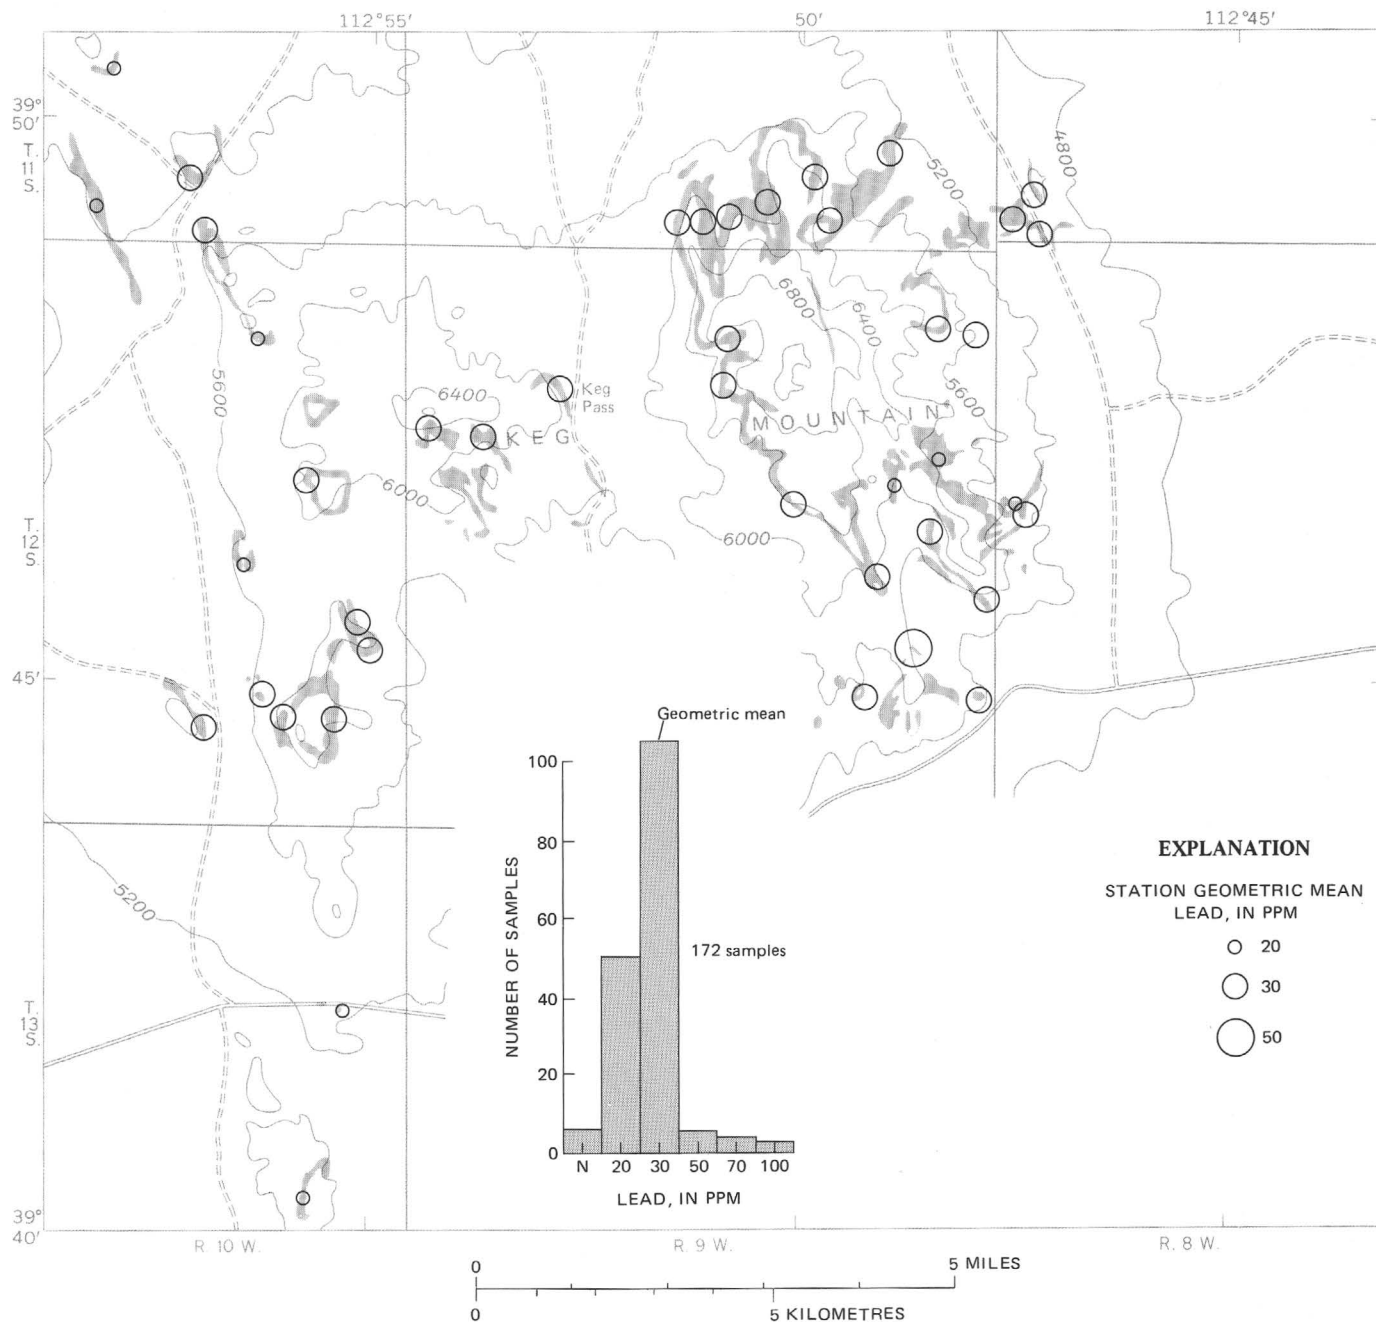 112°55′
50′
112°45′
39°
50′
T.
11
S.
4800
5200
6800
6400
5600
5600
6400
Keg
Pass
MOUNTAIN
KEG
6000
6000
T.
12
S.
45′
Geometric mean
100
80
60
40
20
0
NUMBER OF SAMPLES
172 samples
N 20 30 50 70 100
LEAD, IN PPM
EXPLANATION
STATION GEOMETRIC MEAN
LEAD, IN PPM
20
30
50
5200
T.
13
S.
39°
40′
R. 10 W.
R. 9 W.
R. 8 W.
0 5 MILES
0 5 KILOMETRES